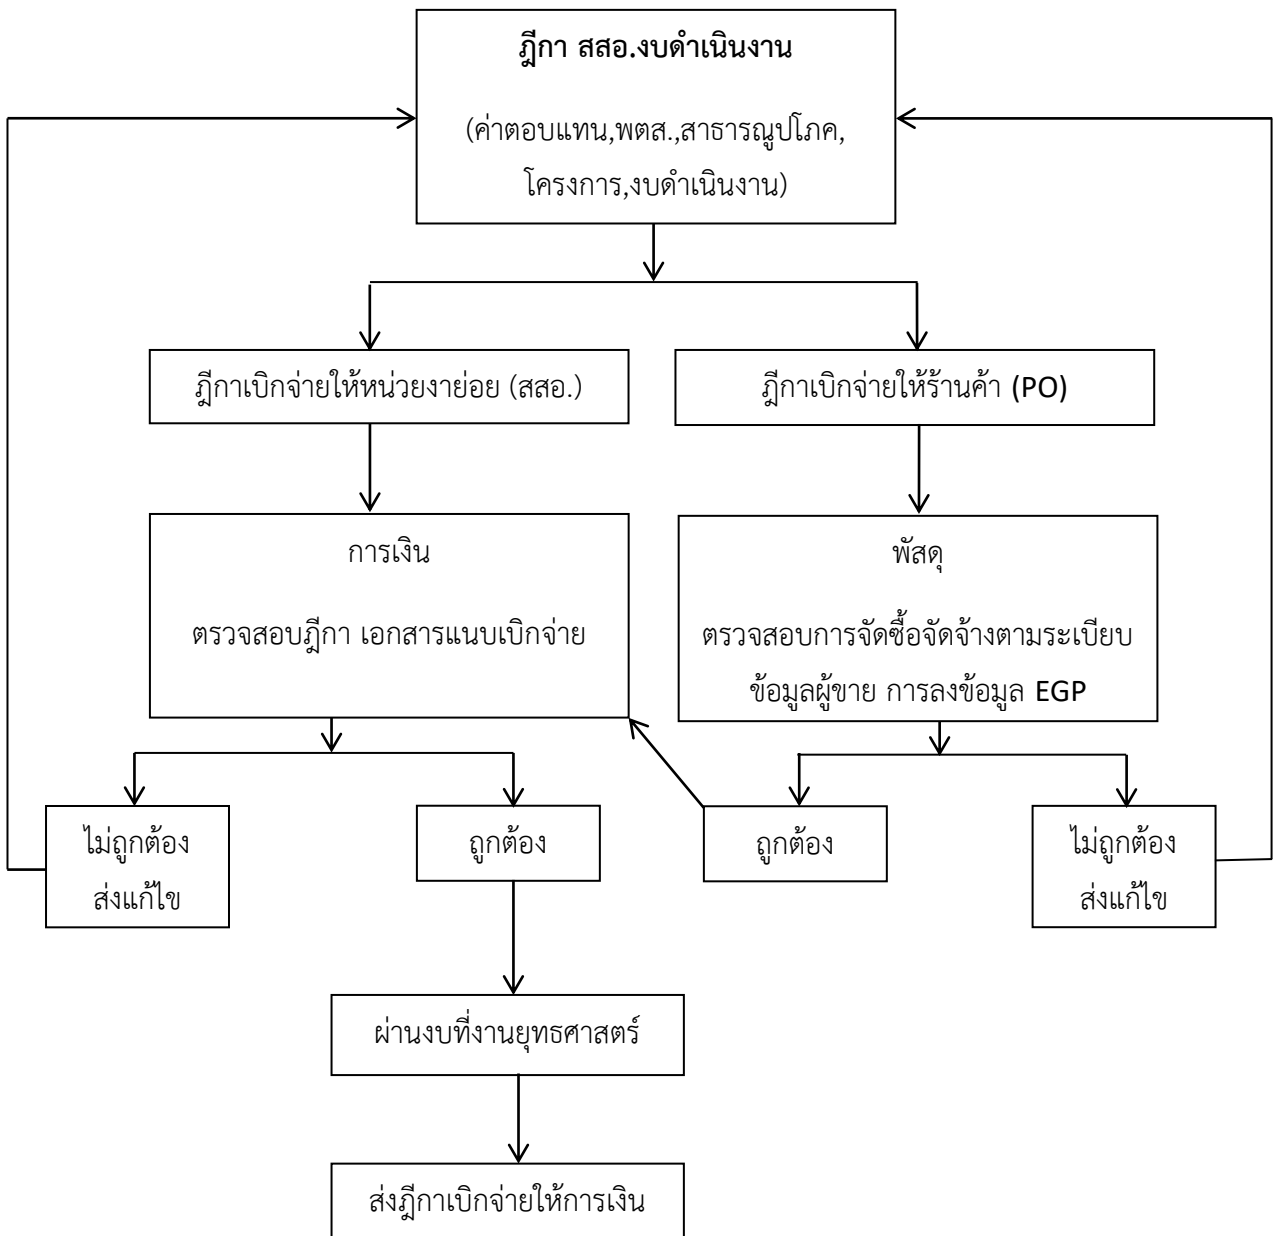 ฎีกา สสอ.งบดำเนินงาน
(ค่าตอบแทน,พตส.,สาธารณูปโภค,
โครงการ,งบดำเนินงาน)
ฎีกาเบิกจ่ายให้หน่วยงาย่อย (สสอ.)
ฎีกาเบิกจ่ายให้ร้านค้า (PO)
การเงิน
ตรวจสอบฎีกา เอกสารแนบเบิกจ่าย
พัสดุ
ตรวจสอบการจัดซื้อจัดจ้างตามระเบียบ
ข้อมูลผู้ขาย การลงข้อมูล EGP
ไม่ถูกต้อง
ส่งแก้ไข
ถูกต้อง
ถูกต้อง
ไม่ถูกต้อง
ส่งแก้ไข
ผ่านงบที่งานยุทธศาสตร์
ส่งฎีกาเบิกจ่ายให้การเงิน